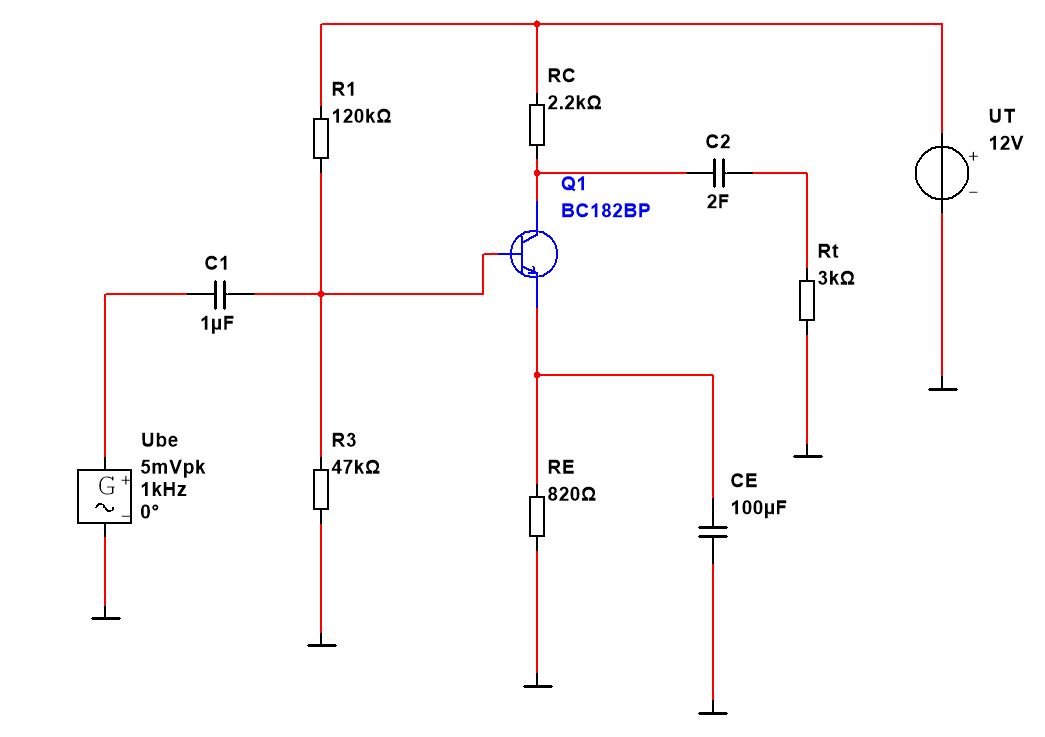 R1
120kΩ
RC
2.2kΩ
UT
12V
+
−
C2
2F
Q1
BC182BP
Rt
3kΩ
C1
1µF
Ube
5mVpk
1kHz
0°
G
+
~
−
R3
47kΩ
RE
820Ω
CE
100µF